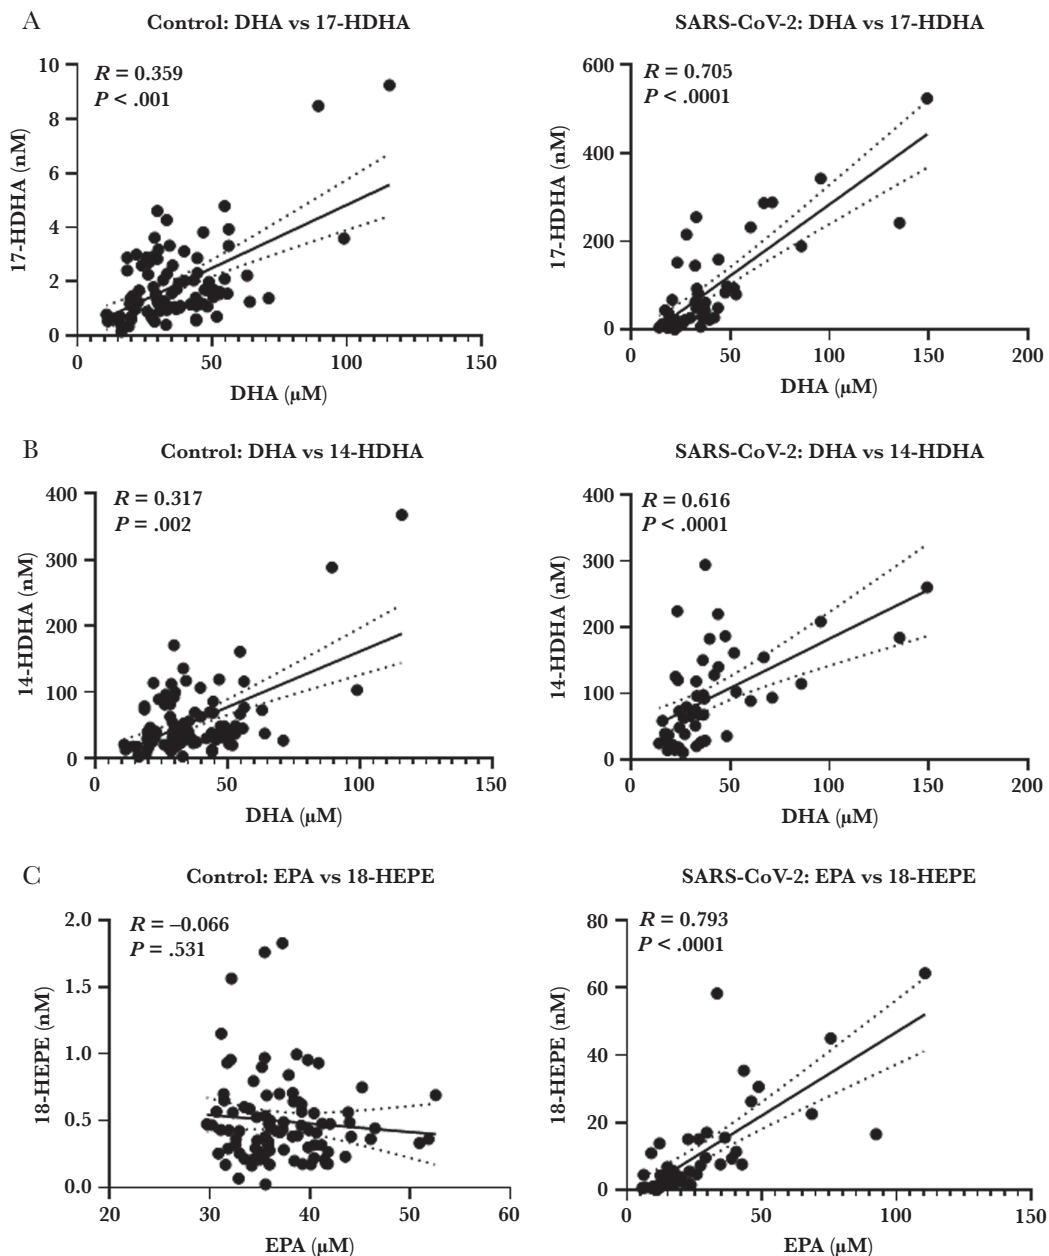 A
Control: DHA vs 17-HDHA
R = 0.359
P < .001
10
8
6
4
2
0
17-HDHA (nM)
0
50
100
150
DHA (µM)
SARS-CoV-2: DHA vs 17-HDHA
R = 0.705
P < .0001
600
400
200
0
17-HDHA (nM)
0
50
100
150
200
DHA (µM)
B
Control: DHA vs 14-HDHA
R = 0.317
P = .002
400
300
200
100
0
14-HDHA (nM)
0
50
100
150
DHA (µM)
SARS-CoV-2: DHA vs 14-HDHA
R = 0.616
P < .0001
400
300
200
100
0
14-HDHA (nM)
0
50
100
150
200
DHA (µM)
C
Control: EPA vs 18-HEPE
R = –0.066
P = .531
2.0
1.5
1.0
0.5
0.0
18-HEPE (nM)
20
30
40
50
60
EPA (µM)
SARS-CoV-2: EPA vs 18-HEPE
R = 0.793
P < .0001
80
60
40
20
0
18-HEPE (nM)
0
50
100
150
EPA (µM)